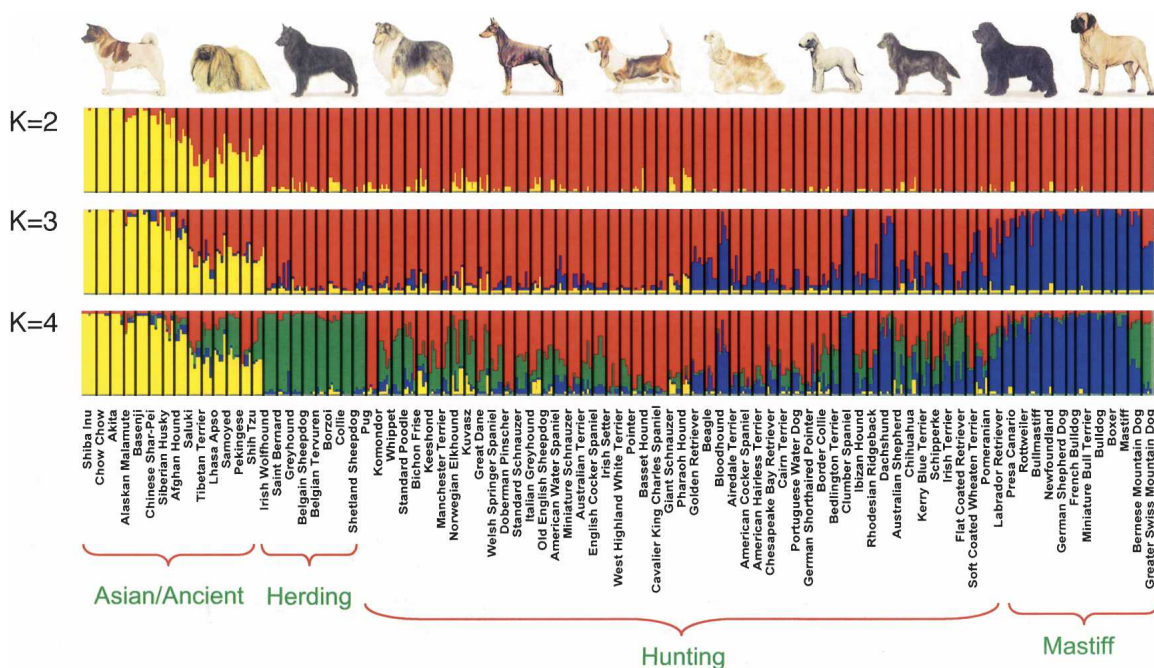 K=2
K=3
K=4
Shiba Inu
Chow Chow
Akita
Alaskan Malamute
Basenji
Chinese Shar-Pei
Siberian Husky
Afghan Hound
Saluki
Tibetan Terrier
Lhasa Apso
Samoyed
Pekingese
Shih Tzu
Irish Wolfhound
Saint Bernard
Greyhound
Belgain Sheepdog
Belgian Tervuren
Borzoi
Collie
Shetland Sheepdog
Pug
Komondor
Whippet
Standard Poodle
Bichon Frise
Keeshond
Manchester Terrier
Norwegian Elkhound
Kuvasz
Great Dane
Welsh Springer Spaniel
Doberman Pinscher
Standard Schnauzer
Italian Greyhound
Old English Sheepdog
American Water Spaniel
Miniature Schnauzer
Australian Terrier
English Cocker Spaniel
Irish Setter
West Highland White Terrier
Pointer
Basset Hound
Cavalier King Charles Spaniel
Giant Schnauzer
Pharaoh Hound
Golden Retriever
Beagle
Bloodhound
Airedale Terrier
American Cocker Spaniel
American Hairless Terrier
Chesapeake Bay Retriever
Cairn Terrier
Portuguese Water Dog
German Shorthaired Pointer
Border Collie
Bedlington Terrier
Clumber Spaniel
Ibizan Hound
Rhodesian Ridgeback
Dachshund
Australian Shepherd
Chihuahua
Kerry Blue Terrier
Schipperke
Irish Terrier
Flat Coated Retriever
Soft Coated Wheaten Terrier
Pomeranian
Labrador Retriever
Presa Canario
Rottweiler
Bullmastiff
Newfoundland
German Shepherd Dog
French Bulldog
Miniature Bull Terrier
Bulldog
Boxer
Mastiff
Bernese Mountain Dog
Greater Swiss Mountain Dog
Asian/Ancient
Herding
Hunting
Mastiff